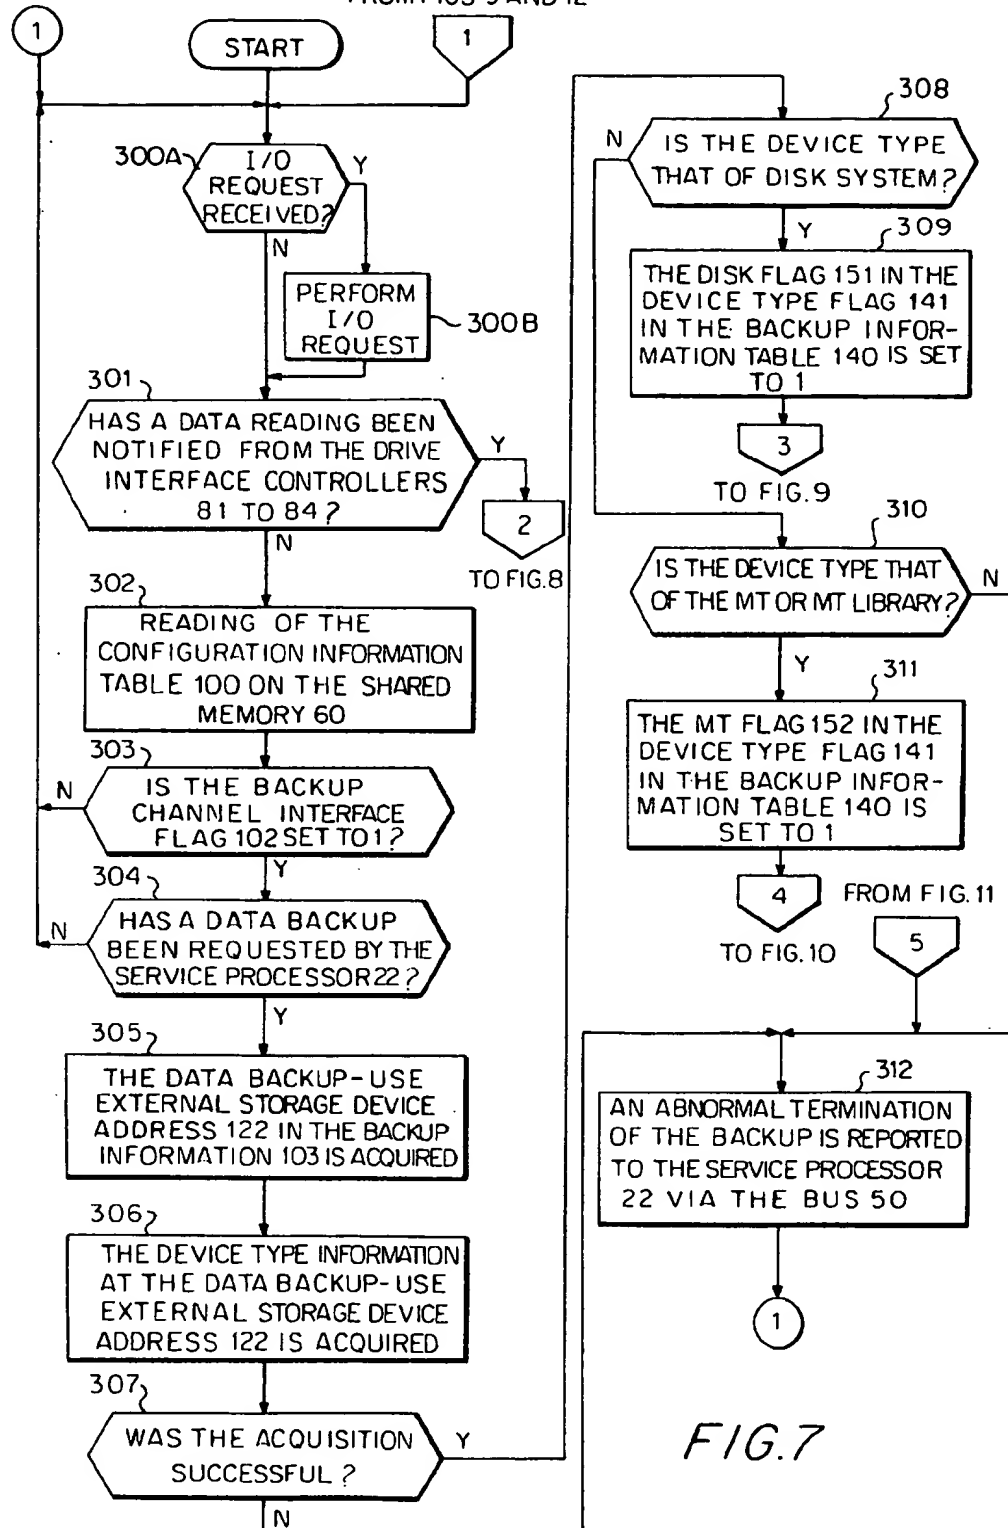 1
START
1
300A
I/O
REQUEST
RECEIVED?
Y
N
PERFORM
I/O
REQUEST
300B
301
HAS A DATA READING BEEN
NOTIFIED FROM THE DRIVE
INTERFACE CONTROLLERS
81 TO 84?
Y
2
TO FIG.8
N
302
READING OF THE
CONFIGURATION INFORMATION
TABLE 100 ON THE SHARED
MEMORY 60
303
IS THE BACKUP
CHANNEL INTERFACE
FLAG 102 SET TO 1?
N
Y
304
HAS A DATA BACKUP
BEEN REQUESTED BY THE
SERVICE PROCESSOR 22?
N
Y
305
THE DATA BACKUP-USE
EXTERNAL STORAGE DEVICE
ADDRESS 122 IN THE BACKUP
INFORMATION 103 IS ACQUIRED
306
THE DEVICE TYPE INFORMATION
AT THE DATA BACKUP-USE
EXTERNAL STORAGE DEVICE
ADDRESS 122 IS ACQUIRED
307
WAS THE ACQUISITION
SUCCESSFUL?
Y
N
308
IS THE DEVICE TYPE
THAT OF DISK SYSTEM?
N
Y
309
THE DISK FLAG 151 IN THE
DEVICE TYPE FLAG 141
IN THE BACKUP INFOR-
MATION TABLE 140 IS SET
TO 1
3
TO FIG.9
310
IS THE DEVICE TYPE THAT
OF THE MT OR MT LIBRARY?
N
Y
311
THE MT FLAG 152 IN THE
DEVICE TYPE FLAG 141
IN THE BACKUP INFOR-
MATION TABLE 140 IS
SET TO 1
4
TO FIG.10
FROM FIG.11
5
312
AN ABNORMAL TERMINATION
OF THE BACKUP IS REPORTED
TO THE SERVICE PROCESSOR
22 VIA THE BUS 50
1
FIG.7